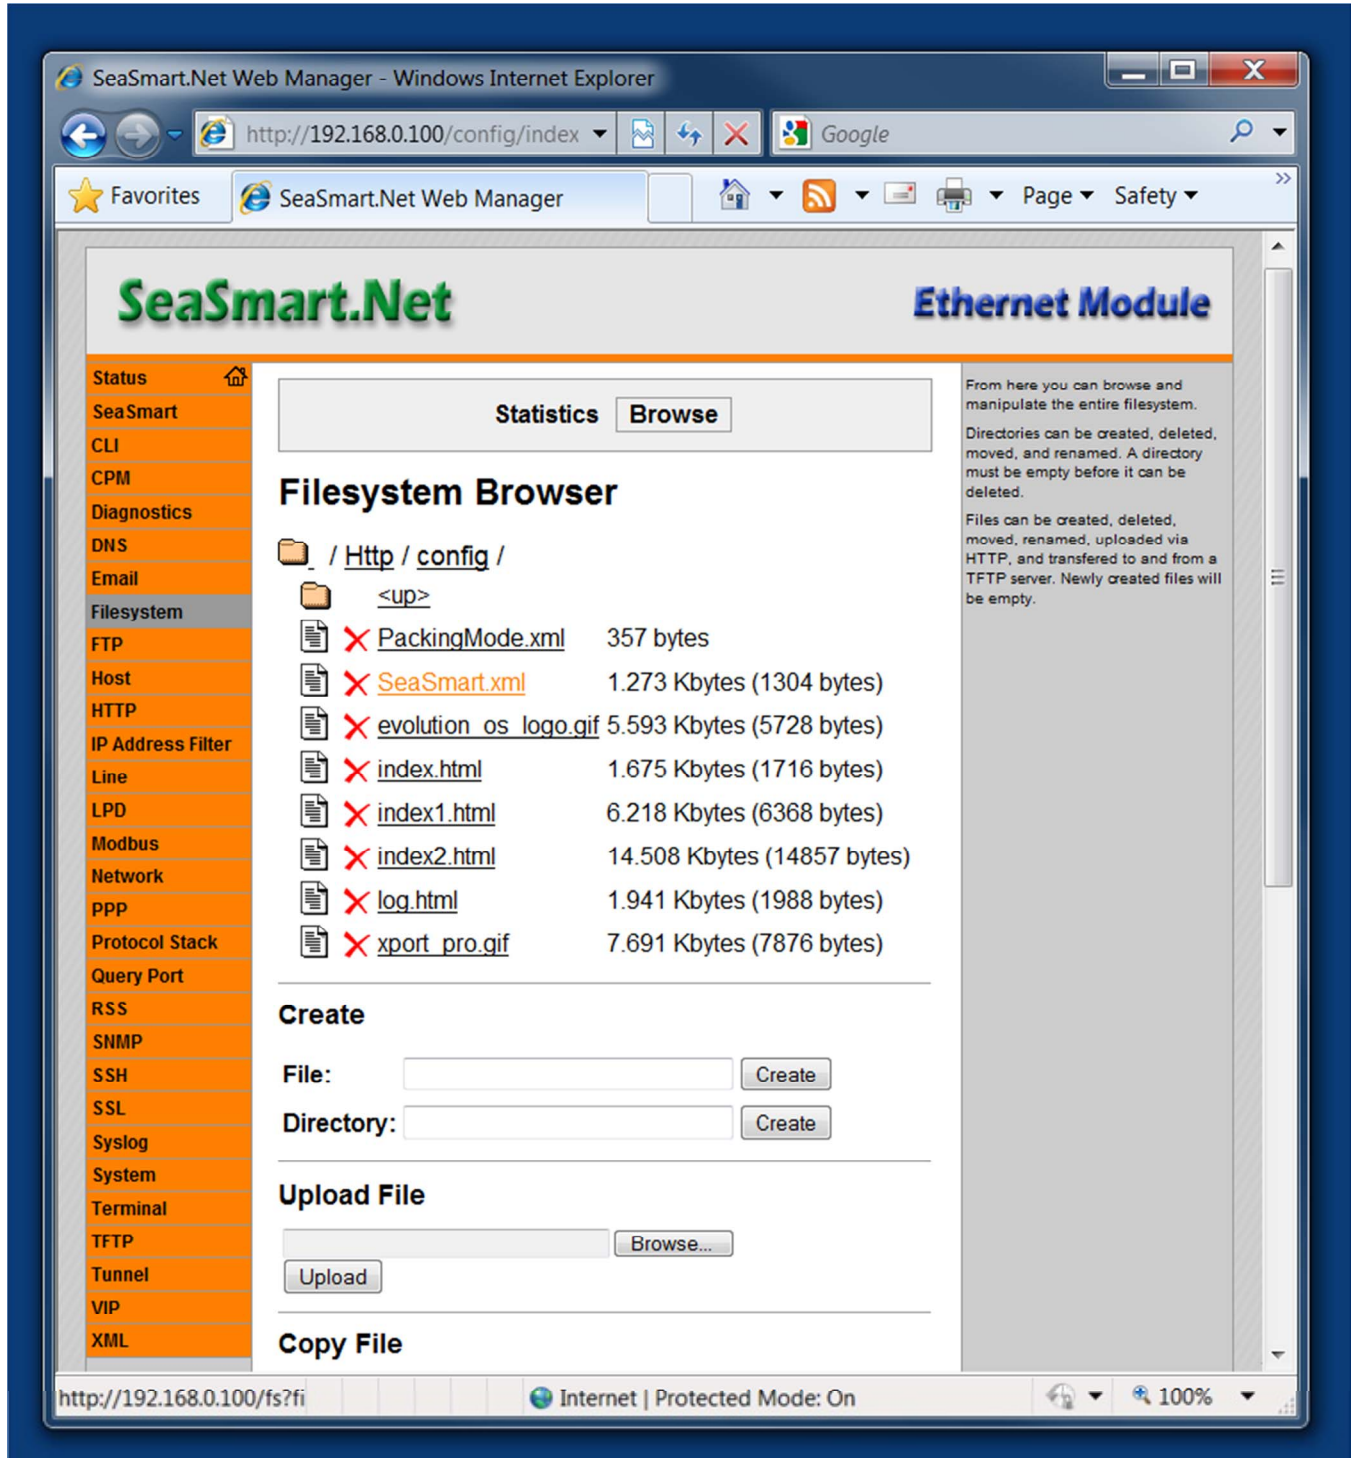 SeaSmart.Net Web Manager - Windows Internet Explorer
http://192.168.0.100/config/index
Google
Favorites
SeaSmart.Net Web Manager
Page
Safety
SeaSmart.Net
Ethernet Module
Status
SeaSmart
CLI
CPM
Diagnostics
DNS
Email
Filesystem
FTP
Host
HTTP
IP Address Filter
Line
LPD
Modbus
Network
PPP
Protocol Stack
Query Port
RSS
SNMP
SSH
SSL
Syslog
System
Terminal
TFTP
Tunnel
VIP
XML
Statistics Browse
Filesystem Browser
/ Http / config /
<up>
PackingMode.xml 357 bytes
SeaSmart.xml 1.273 Kbytes (1304 bytes)
evolution_os_logo.gif 5.593 Kbytes (5728 bytes)
index.html 1.675 Kbytes (1716 bytes)
index1.html 6.218 Kbytes (6368 bytes)
index2.html 14.508 Kbytes (14857 bytes)
log.html 1.941 Kbytes (1988 bytes)
xport_pro.gif 7.691 Kbytes (7876 bytes)
Create
File: Create
Directory: Create
Upload File
Browse...
Upload
Copy File
From here you can browse and
manipulate the entire filesystem.
Directories can be created, deleted,
moved, and renamed. A directory
must be empty before it can be
deleted.
Files can be created, deleted,
moved, renamed, uploaded via
HTTP, and transfered to and from a
TFTP server. Newly created files will
be empty.
http://192.168.0.100/fs?fi
Internet | Protected Mode: On
100%